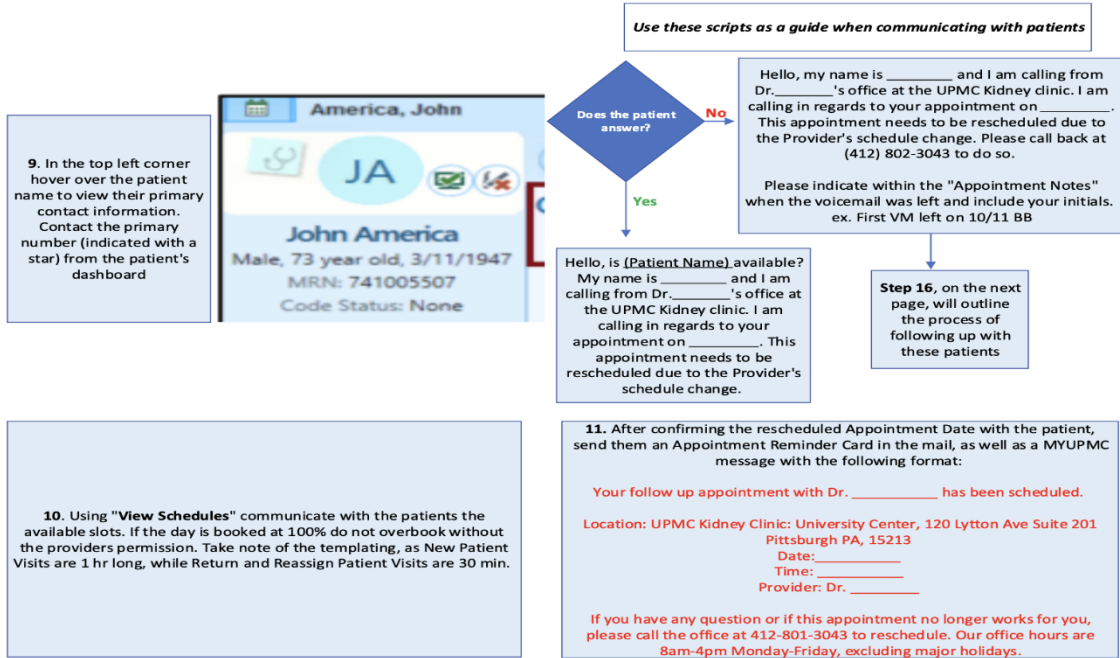 Use these scripts as a guide when communicating with patients
9. In the top left corner
hover over the patient
name to view their primary
contact information.
Contact the primary
number (indicated with a
star) from the patient's
dashboard
America, John
JA
John America
Male, 73 year old, 3/11/1947
MRN: 741005507
Code Status: None
Does the patient
answer?
No
Yes
Hello, my name is ________ and I am calling from
Dr.________'s office at the UPMC Kidney clinic. I am
calling in regards to your appointment on __________.
This appointment needs to be rescheduled due to
the Provider's schedule change. Please call back at
(412) 802-3043 to do so.
Please indicate within the "Appointment Notes"
when the voicemail was left and include your initials.
ex. First VM left on 10/11 BB
Hello, is (Patient Name) available?
My name is ________ and I am
calling from Dr.________'s office at
the UPMC Kidney clinic. I am
calling in regards to your
appointment on __________. This
appointment needs to be
rescheduled due to the Provider's
schedule change.
Step 16, on the next
page, will outline
the process of
following up with
these patients
10. Using "View Schedules" communicate with the patients the
available slots. If the day is booked at 100% do not overbook without
the providers permission. Take note of the templating, as New Patient
Visits are 1 hr long, while Return and Reassign Patient Visits are 30 min.
11. After confirming the rescheduled Appointment Date with the patient,
send them an Appointment Reminder Card in the mail, as well as a MYUPMC
message with the following format:
Your follow up appointment with Dr. __________ has been scheduled.
Location: UPMC Kidney Clinic: University Center, 120 Lytton Ave Suite 201
Pittsburgh PA, 15213
Date:__________
Time: __________
Provider: Dr. ________
If you have any question or if this appointment no longer works for you,
please call the office at 412-801-3043 to reschedule. Our office hours are
8am-4pm Monday-Friday, excluding major holidays.